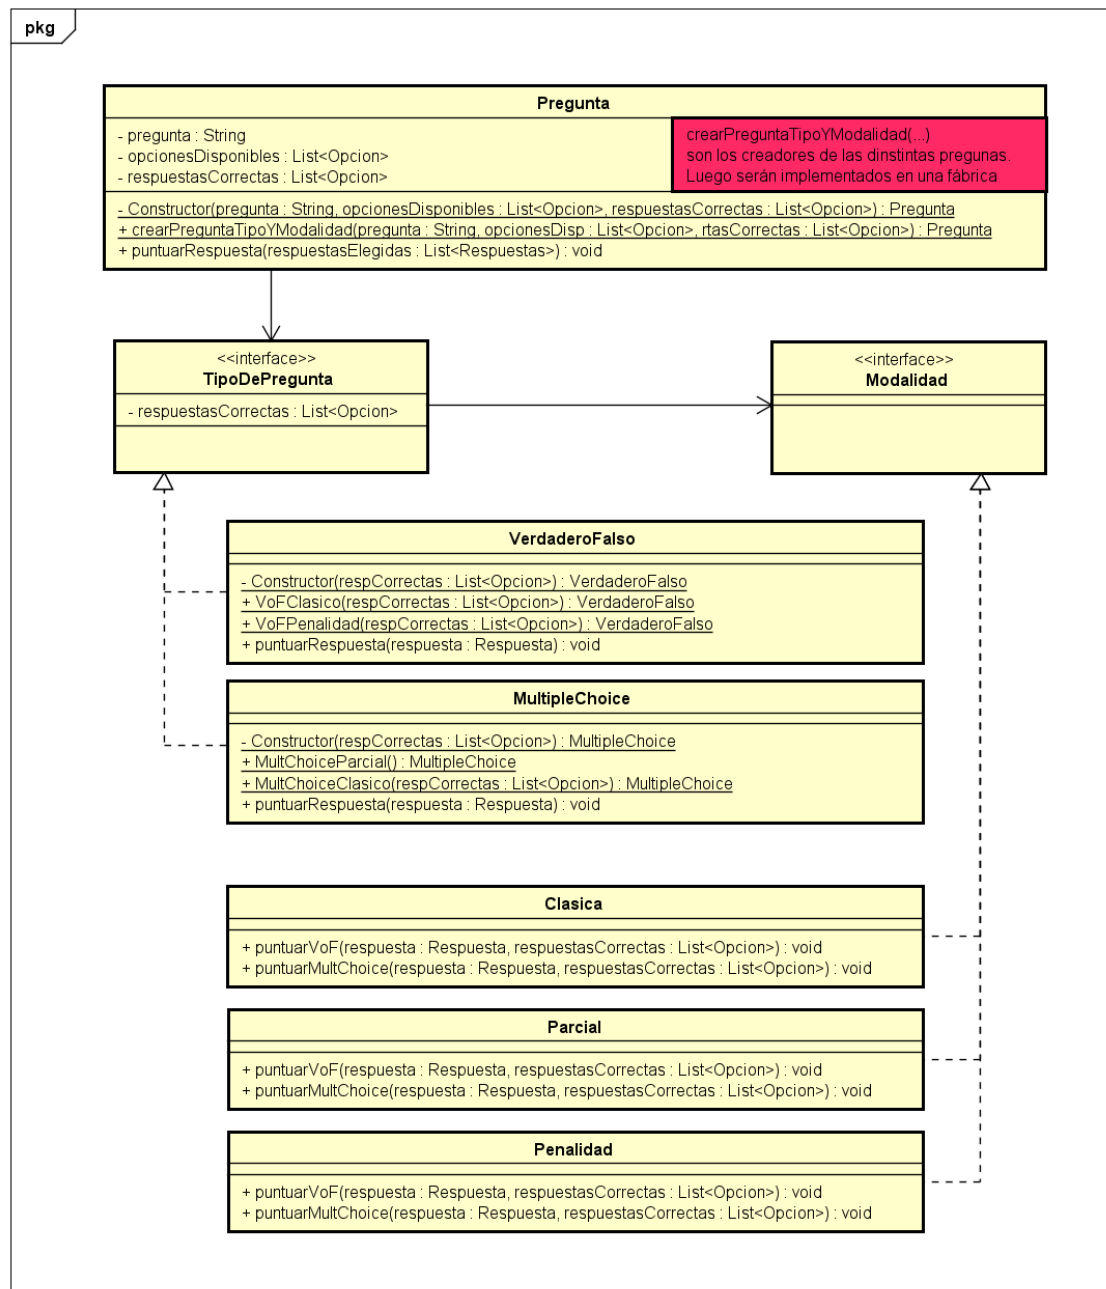 pkg
Pregunta
- pregunta : String
- opcionesDisponibles : List<Opcion>
- respuestasCorrectas : List<Opcion>
crearPreguntaTipoYModalidad(...)
son los creadores de las dinstintas pregunas.
Luego serán implementados en una fábrica
- Constructor(pregunta : String, opcionesDisponibles : List<Opcion>, respuestasCorrectas : List<Opcion>) : Pregunta
+ crearPreguntaTipoYModalidad(pregunta : String, opcionesDisp : List<Opcion>, rtasCorrectas : List<Opcion>) : Pregunta
+ puntuarRespuesta(respuestasElegidas : List<Respuestas>) : void
<<interface>>
TipoDePregunta
- respuestasCorrectas : List<Opcion>
<<interface>>
Modalidad
VerdaderoFalso
- Constructor(respCorrectas : List<Opcion>) : VerdaderoFalso
+ VoFClasico(respCorrectas : List<Opcion>) : VerdaderoFalso
+ VoFPenalidad(respCorrectas : List<Opcion>) : VerdaderoFalso
+ puntuarRespuesta(respuesta : Respuesta) : void
MultipleChoice
- Constructor(respCorrectas : List<Opcion>) : MultipleChoice
+ MultChoiceParcial() : MultipleChoice
+ MultChoiceClasico(respCorrectas : List<Opcion>) : MultipleChoice
+ puntuarRespuesta(respuesta : Respuesta) : void
Clasica
+ puntuarVoF(respuesta : Respuesta, respuestasCorrectas : List<Opcion>) : void
+ puntuarMultChoice(respuesta : Respuesta, respuestasCorrectas : List<Opcion>) : void
Parcial
+ puntuarVoF(respuesta : Respuesta, respuestasCorrectas : List<Opcion>) : void
+ puntuarMultChoice(respuesta : Respuesta, respuestasCorrectas : List<Opcion>) : void
Penalidad
+ puntuarVoF(respuesta : Respuesta, respuestasCorrectas : List<Opcion>) : void
+ puntuarMultChoice(respuesta : Respuesta, respuestasCorrectas : List<Opcion>) : void